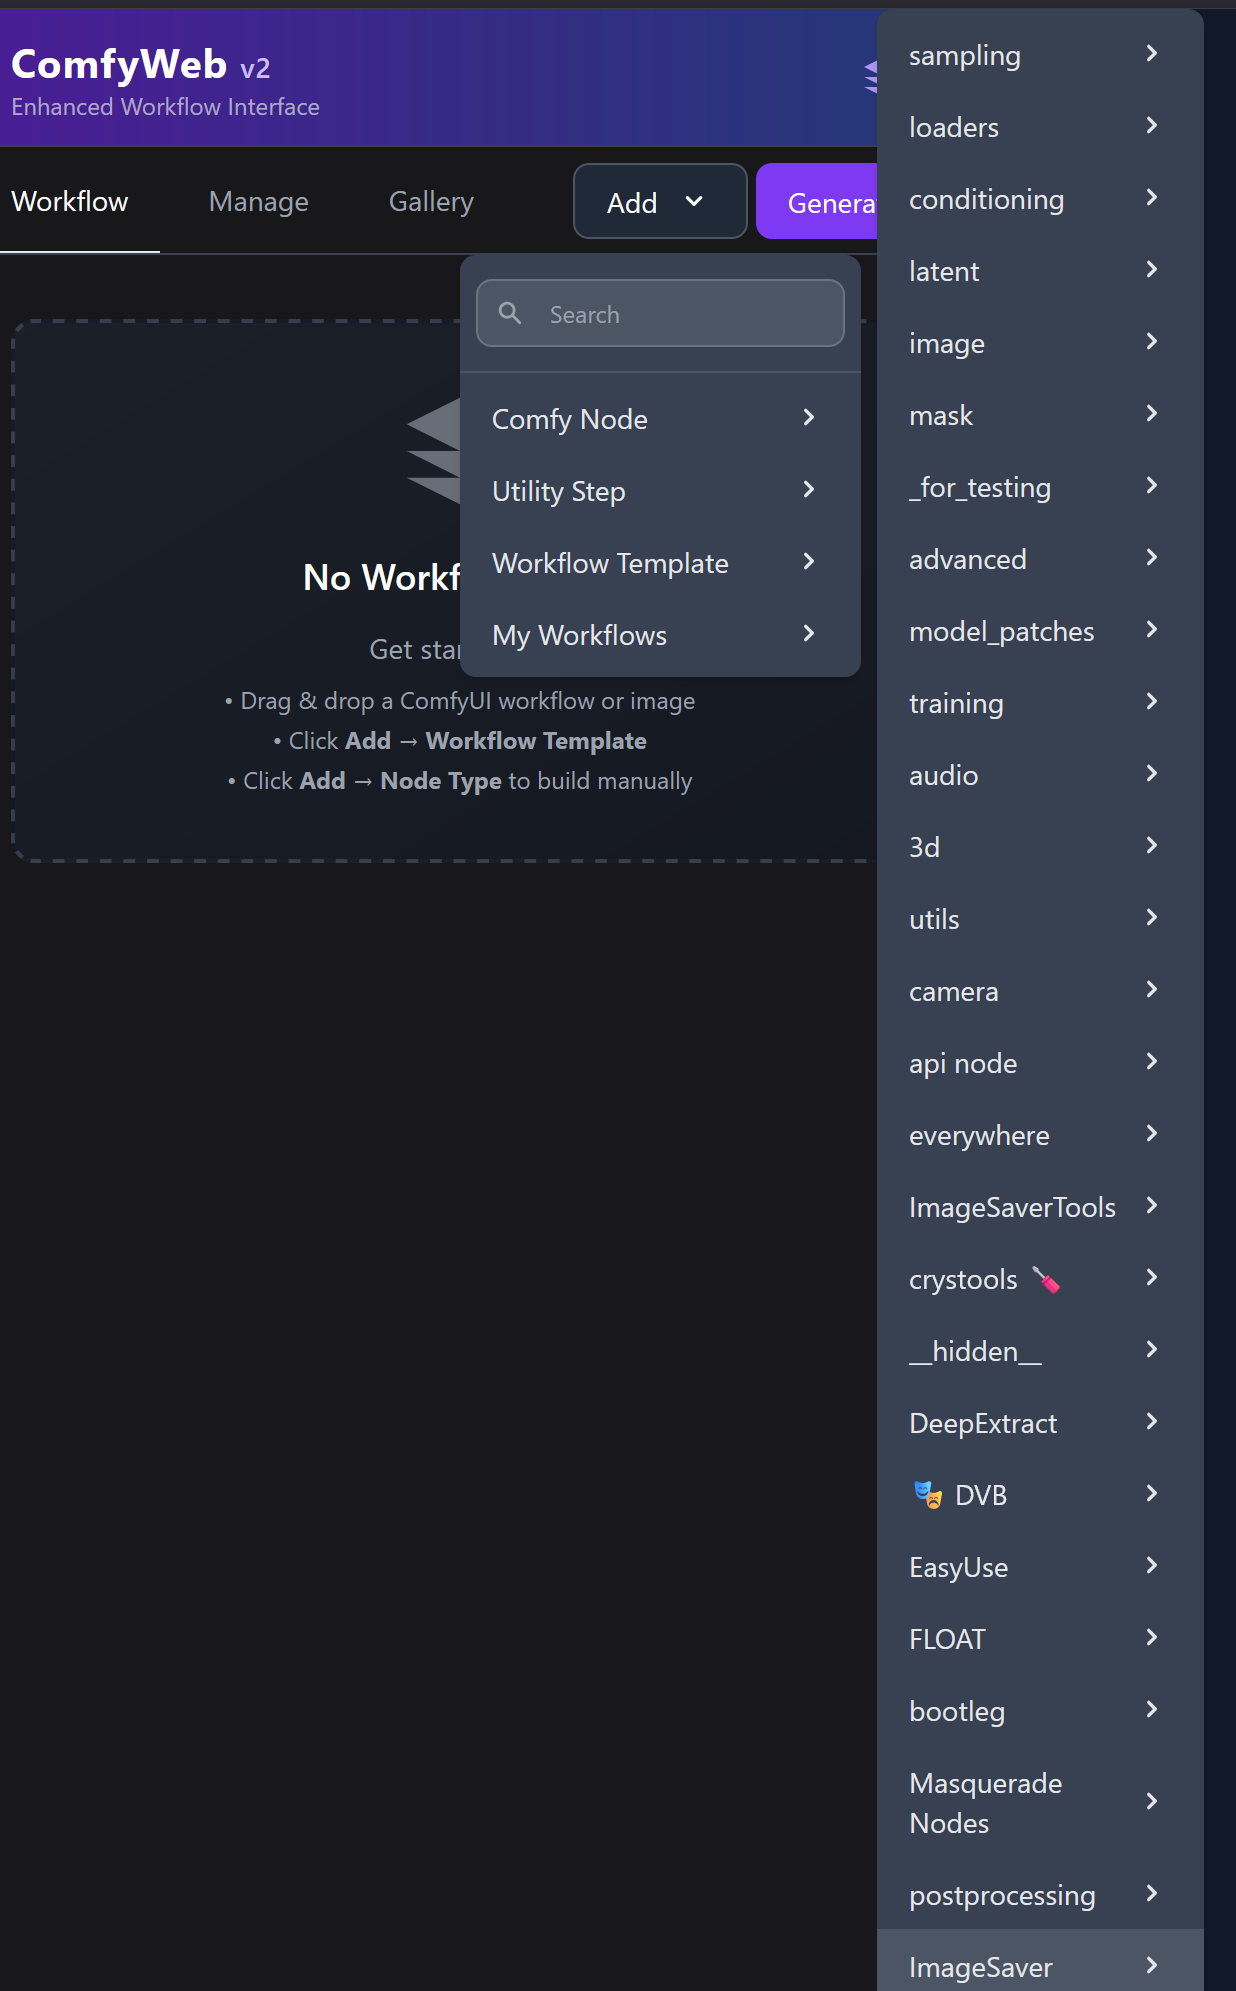 ComfyWeb v2
Enhanced Workflow Interface
Workflow
Manage
Gallery
Add
Genera
Search
Comfy Node
Utility Step
Workflow Template
My Workflows
No Workf
Get star
• Drag & drop a ComfyUI workflow or image
• Click Add → Workflow Template
• Click Add → Node Type to build manually
sampling
loaders
conditioning
latent
image
mask
_for_testing
advanced
model_patches
training
audio
3d
utils
camera
api node
everywhere
ImageSaverTools
crystools 🪛
__hidden__
DeepExtract
🎭 DVB
EasyUse
FLOAT
bootleg
Masquerade
Nodes
postprocessing
ImageSaver